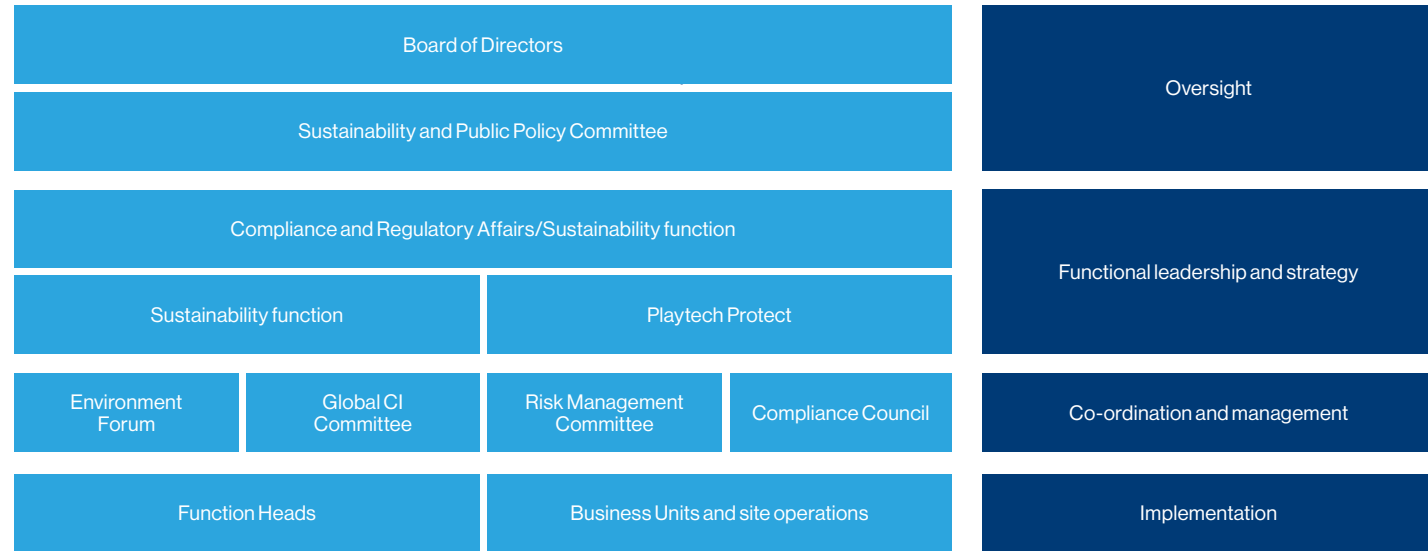 Board of Directors
Oversight
Sustainability and Public Policy Committee
Compliance and Regulatory Affairs/Sustainability function
Functional leadership and strategy
Sustainability function
Playtech Protect
Environment
Forum
Global CI
Committee
Risk Management
Committee
Compliance Council
Co-ordination and management
Function Heads
Business Units and site operations
Implementation